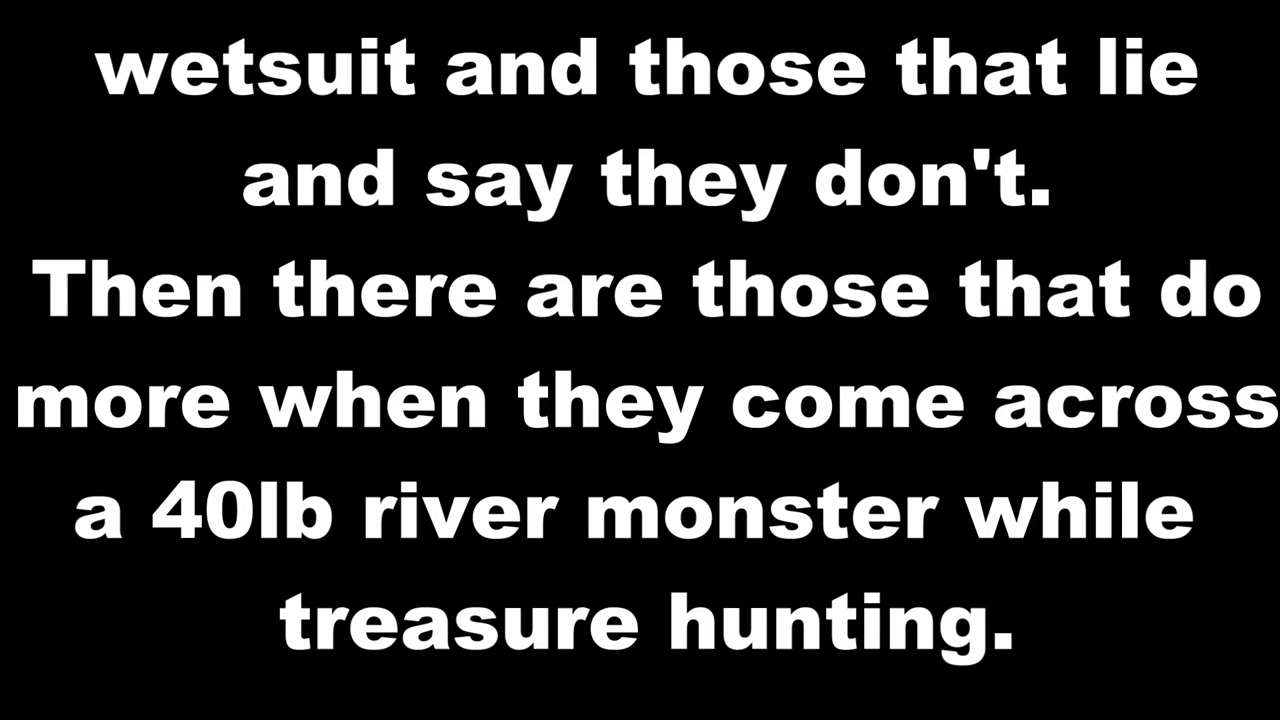 wetsuit and those that lie
and say they don't.
Then there are those that do
more when they come across
a 40lb river monster while
treasure hunting.